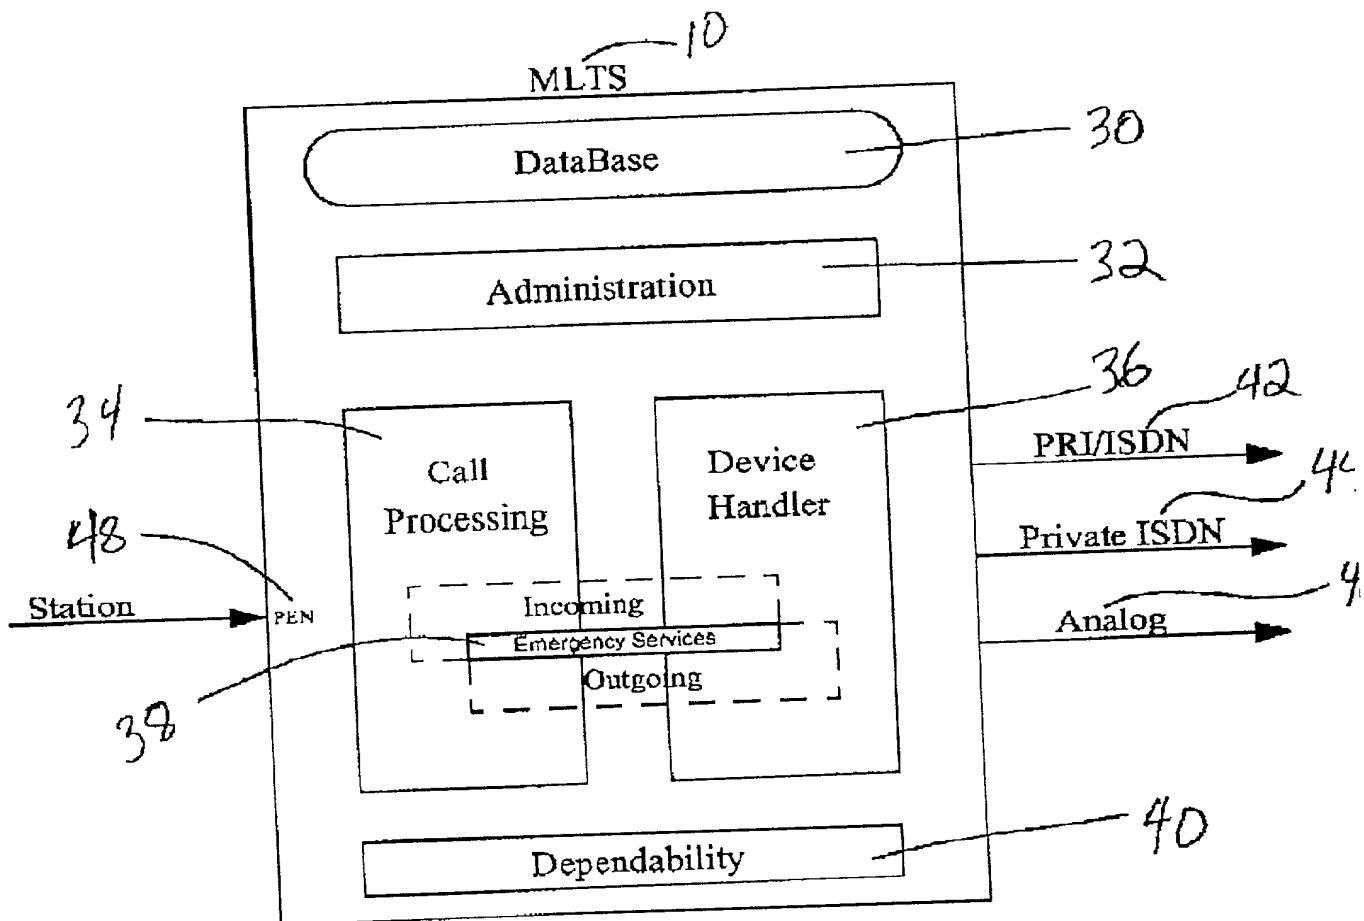 10
MLTS
DataBase
30
Administration
32
34
36
Call
Processing
Device
Handler
42
PRI/ISDN
Private ISDN
48
Station
PEN
Incoming
Emergency Services
Outgoing
Analog
38
Dependability
40